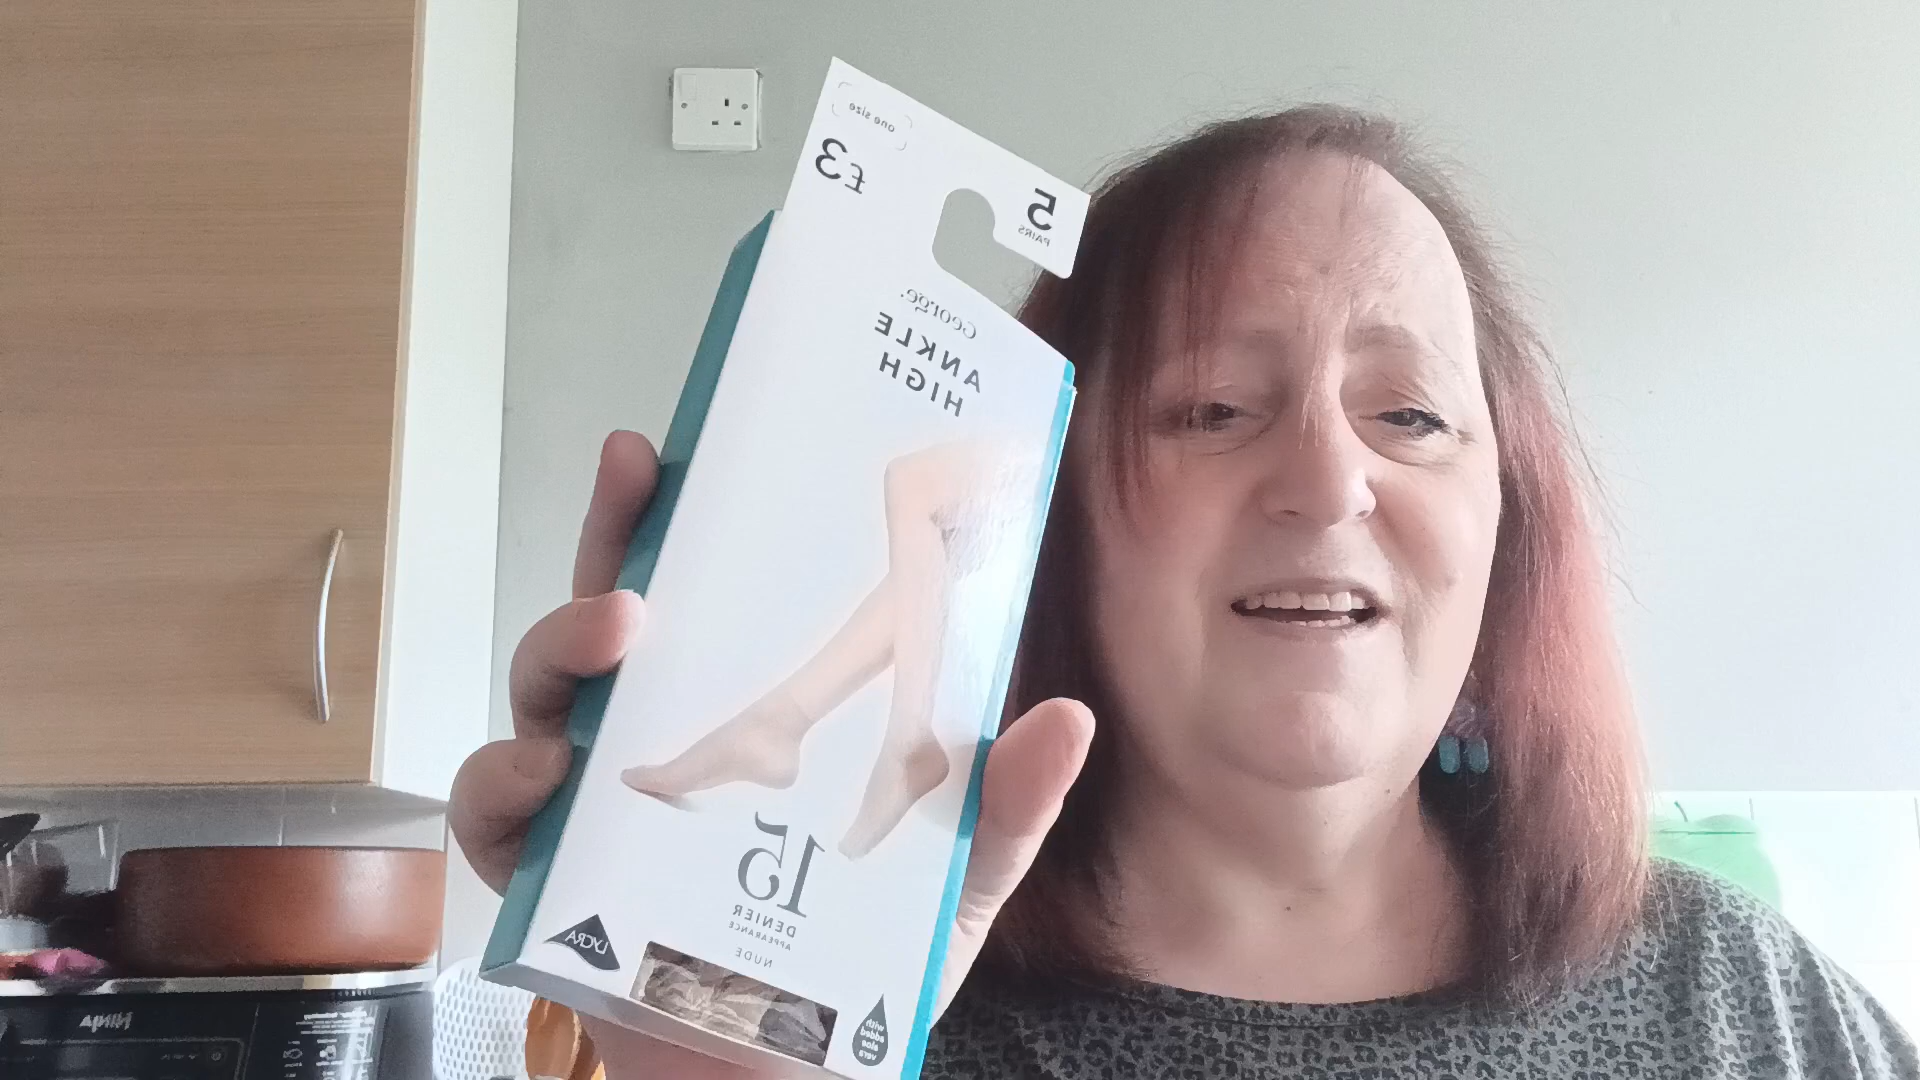 one size
£3
5
PAIRS
George.
ANKLE
HIGH
15
DENIER
APPEARANCE
NUDE
LYCRA
with
added
aloe
vera
NINJA